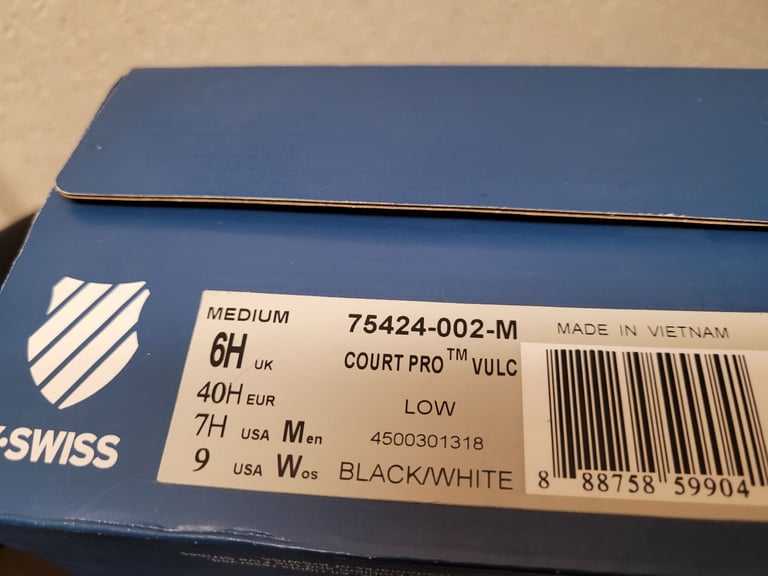 MEDIUM
6H UK
40H EUR
7H USA Men
9 USA Wos
75424-002-M
COURT PRO™ VULC
LOW
4500301318
BLACK/WHITE
MADE IN VIETNAM
8 88758 59904
-SWISS